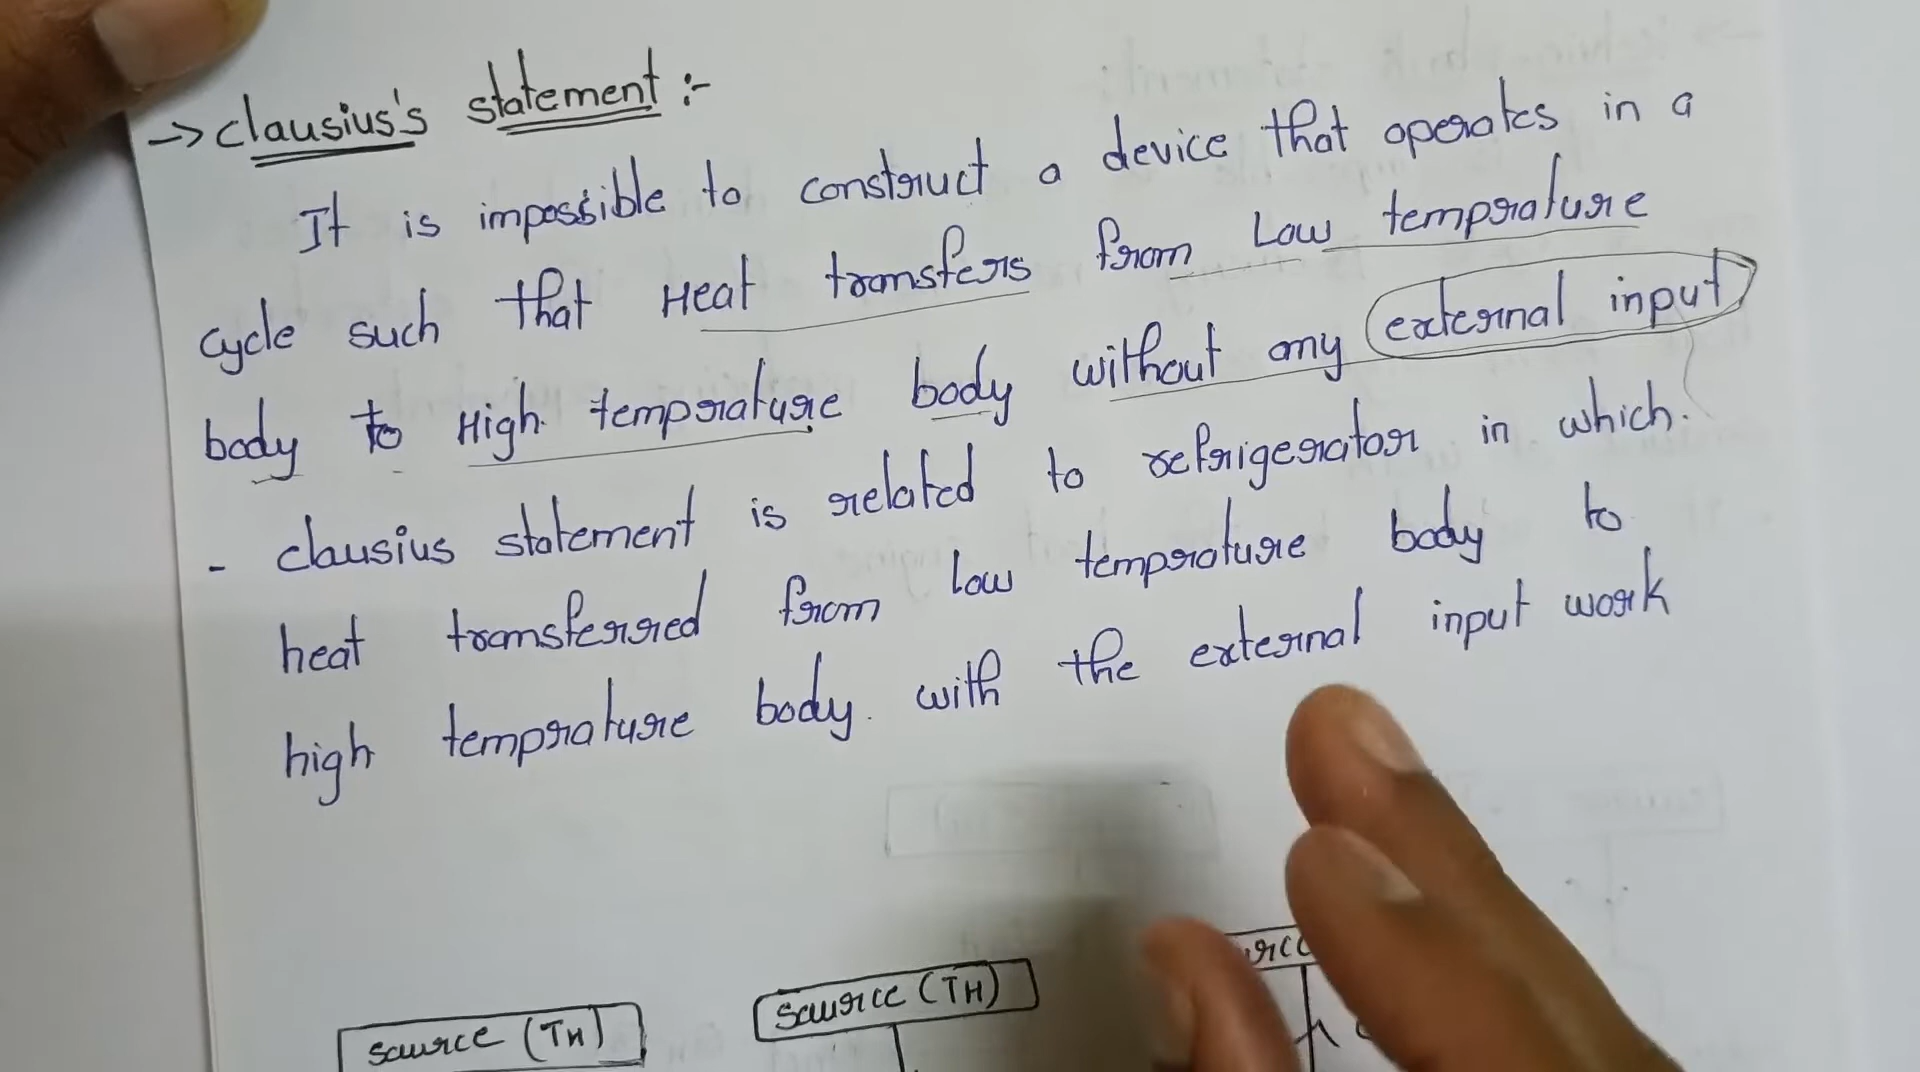 → clausius's statement :-
It is impossible to construct a device that operates in a
cycle such that Heat transfers from Low temprature
body to High temprature body without any external input
- clausius statement is related to refrigerator in which.
heat transferred from low temprature body to
high temprature body. with the external input work
source (TH)
source (TH)